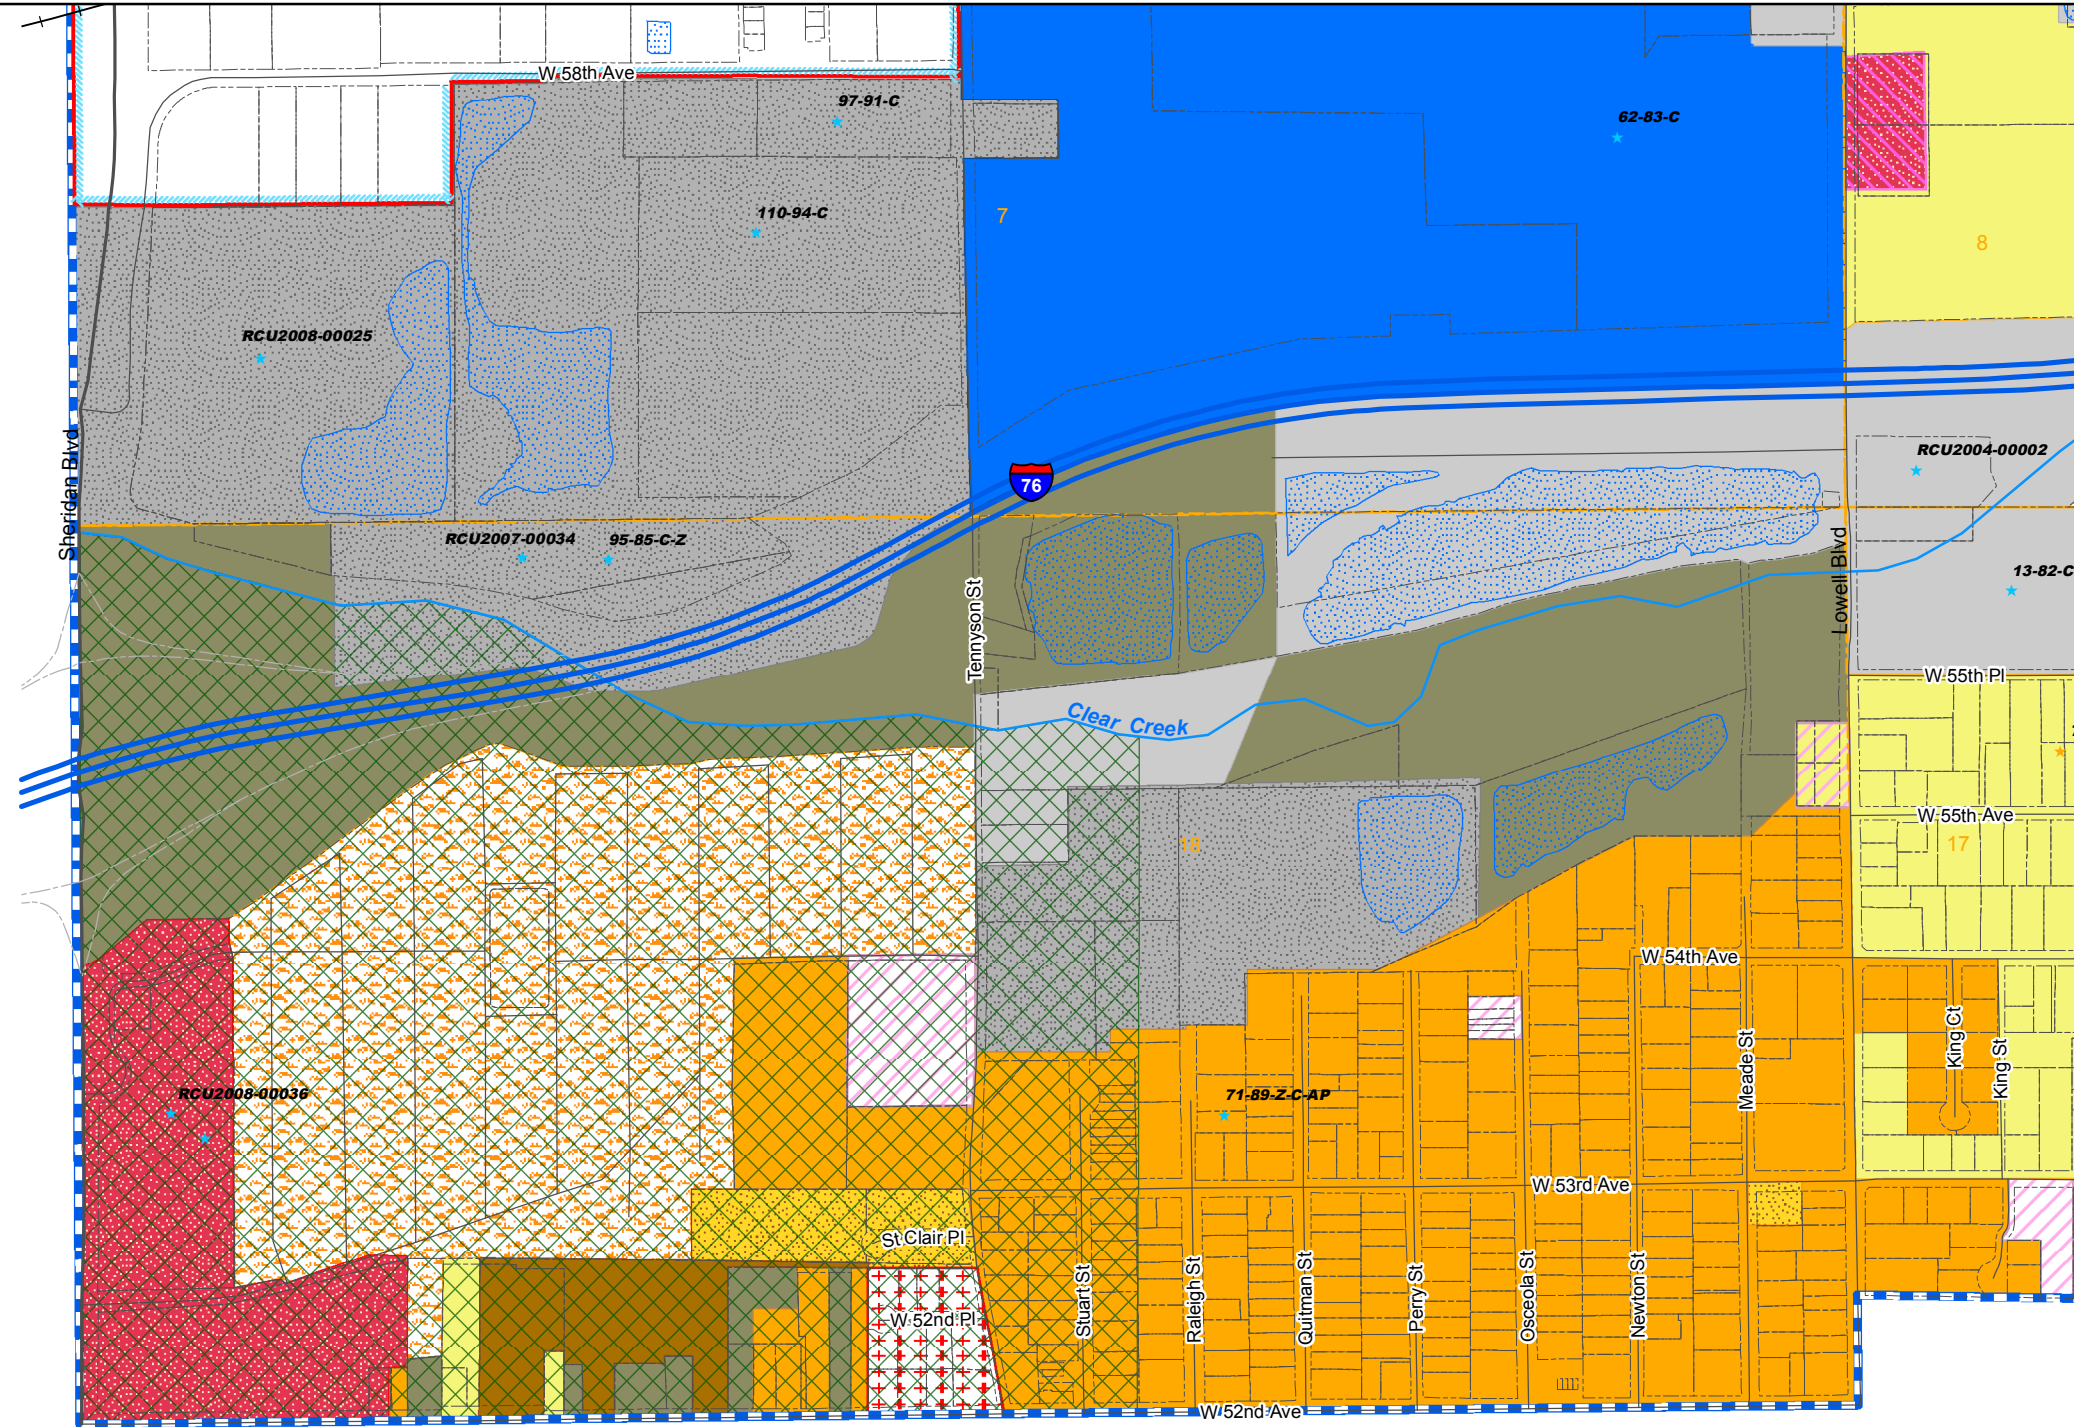 W 58th Ave
97-91-C
62-83-C
110-94-C
7
8
RCU2008-00025
Sheridan Blvd
76
RCU2004-00002
RCU2007-00034
95-85-C-Z
Tennyson St
Lowell Blvd
13-82-C
W 55th Pl
Clear Creek
W 55th Ave
18
17
W 54th Ave
King Ct
King St
Meade St
RCU2008-00036
71-89-Z-C-AP
W 53rd Ave
St Clair Pl
Stuart St
Raleigh St
Quitman St
Perry St
Osceola St
Newton St
W 52nd Pl
W 52nd Ave